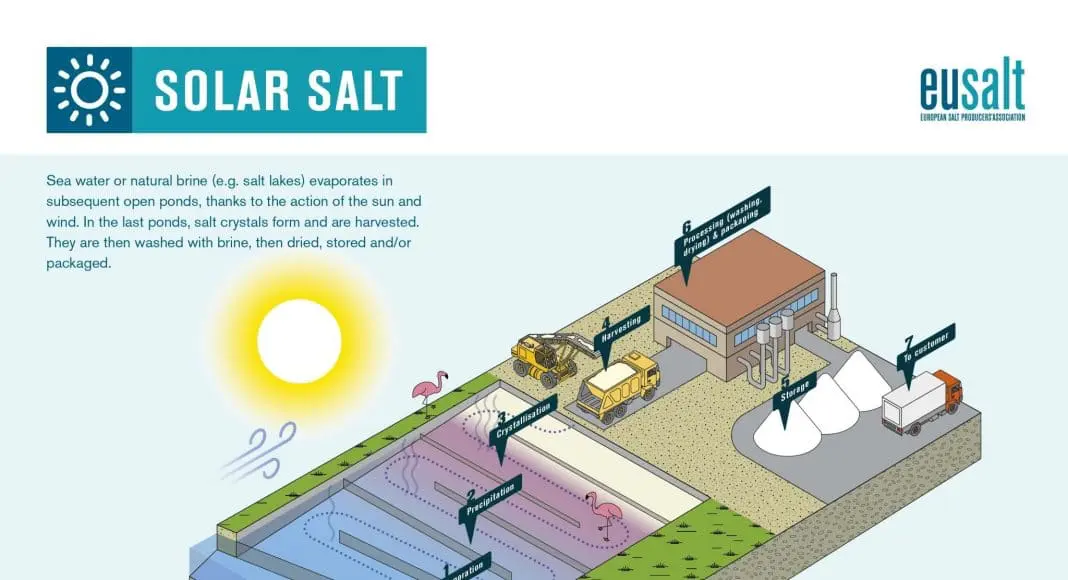 SOLAR SALT
eusalt
EUROPEAN SALT PRODUCERS'ASSOCIATION
Sea water or natural brine (e.g. salt lakes) evaporates in
subsequent open ponds, thanks to the action of the sun and
wind. In the last ponds, salt crystals form and are harvested.
They are then washed with brine, then dried, stored and/or
packaged.
6
Processing (washing,
drying) & packaging
4
Harvesting
7
To customer
5
Storage
3
Crystallisation
2
Precipitation
1